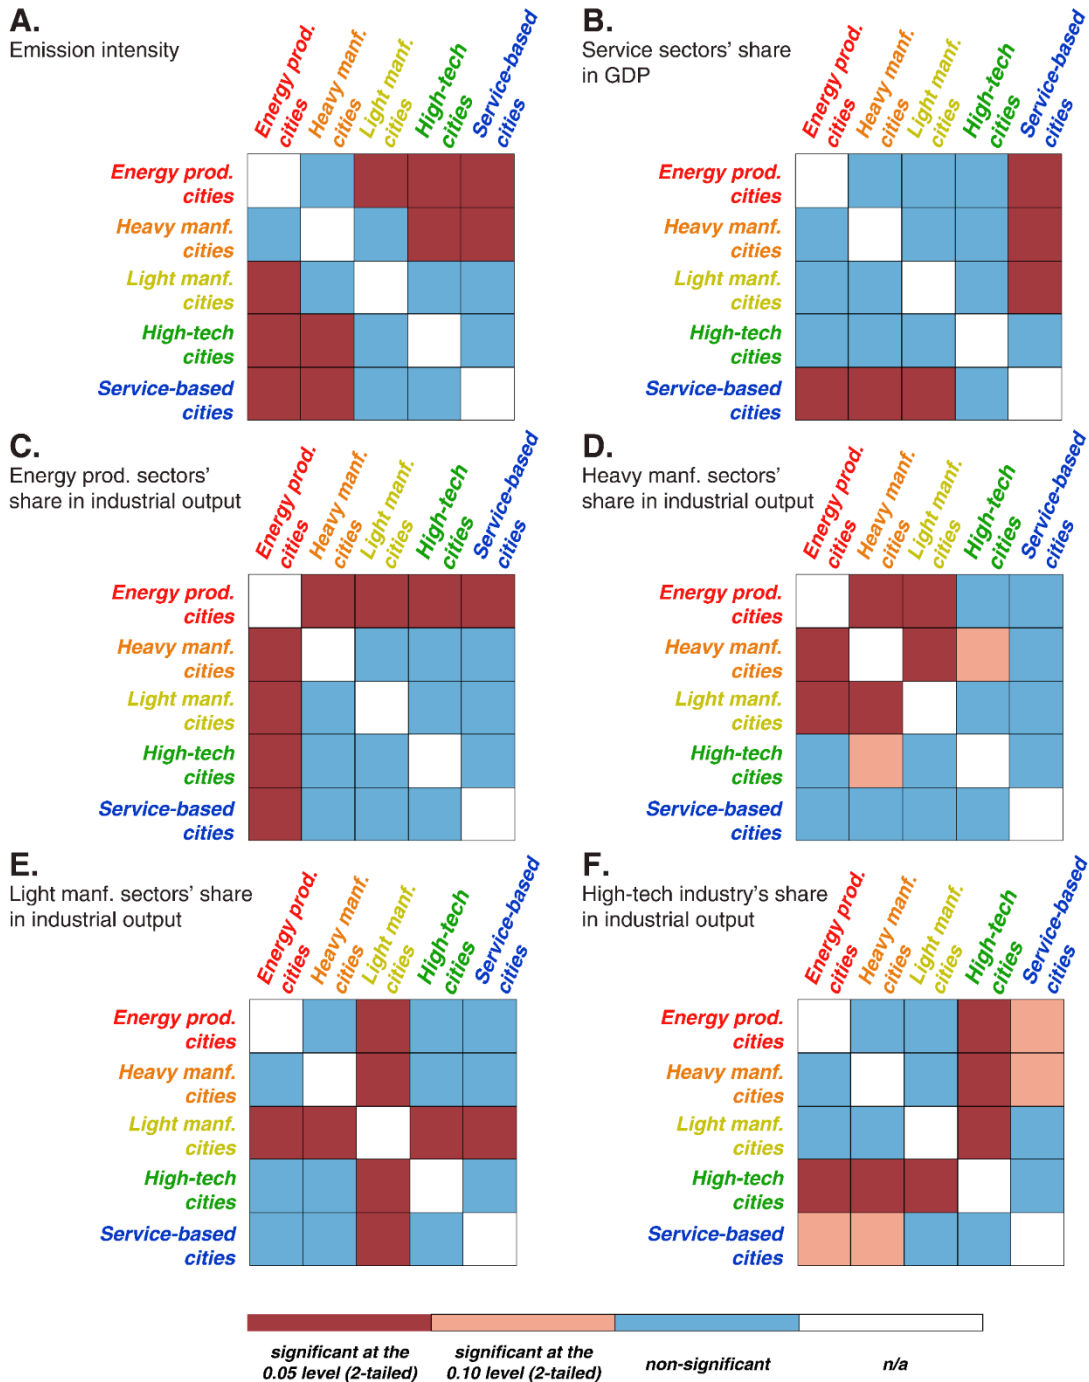 A.
Emission intensity
Energy prod.
cities
Heavy manf.
cities
Light manf.
cities
High-tech
cities
Service-based
cities
Energy prod.
cities
Heavy manf.
cities
Light manf.
cities
High-tech
cities
Service-based
cities
B.
Service sectors' share
in GDP
Energy prod.
cities
Heavy manf.
cities
Light manf.
cities
High-tech
cities
Service-based
cities
Energy prod.
cities
Heavy manf.
cities
Light manf.
cities
High-tech
cities
Service-based
cities
C.
Energy prod. sectors'
share in industrial output
Energy prod.
cities
Heavy manf.
cities
Light manf.
cities
High-tech
cities
Service-based
cities
Energy prod.
cities
Heavy manf.
cities
Light manf.
cities
High-tech
cities
Service-based
cities
D.
Heavy manf. sectors'
share in industrial output
Energy prod.
cities
Heavy manf.
cities
Light manf.
cities
High-tech
cities
Service-based
cities
Energy prod.
cities
Heavy manf.
cities
Light manf.
cities
High-tech
cities
Service-based
cities
E.
Light manf. sectors' share
in industrial output
Energy prod.
cities
Heavy manf.
cities
Light manf.
cities
High-tech
cities
Service-based
cities
Energy prod.
cities
Heavy manf.
cities
Light manf.
cities
High-tech
cities
Service-based
cities
F.
High-tech industry's share
in industrial output
Energy prod.
cities
Heavy manf.
cities
Light manf.
cities
High-tech
cities
Service-based
cities
Energy prod.
cities
Heavy manf.
cities
Light manf.
cities
High-tech
cities
Service-based
cities
significant at the
0.05 level (2-tailed)
significant at the
0.10 level (2-tailed)
non-significant
n/a